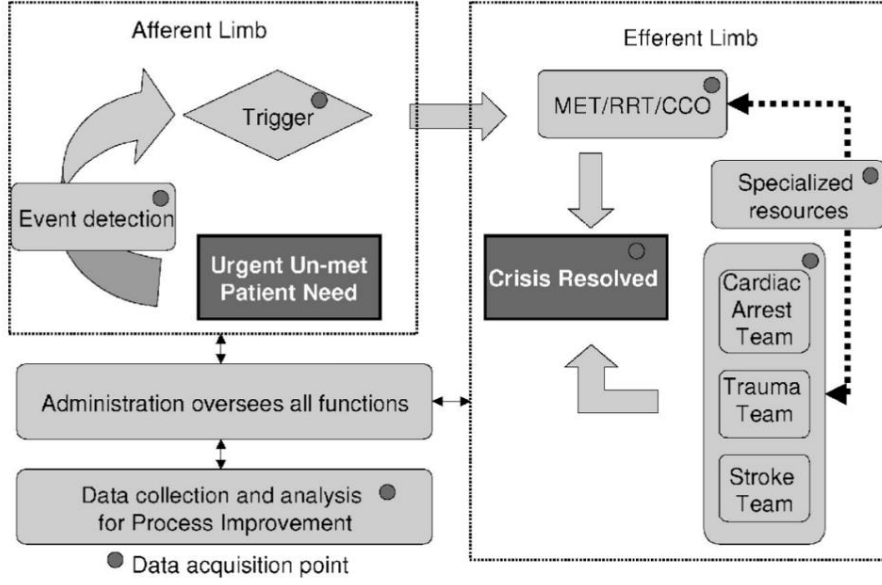 Afferent Limb
Trigger
Event detection
Urgent Un-met
Patient Need
Efferent Limb
MET/RRT/CCO
Specialized
resources
Crisis Resolved
Cardiac
Arrest
Team
Trauma
Team
Stroke
Team
Administration oversees all functions
Data collection and analysis
for Process Improvement
Data acquisition point